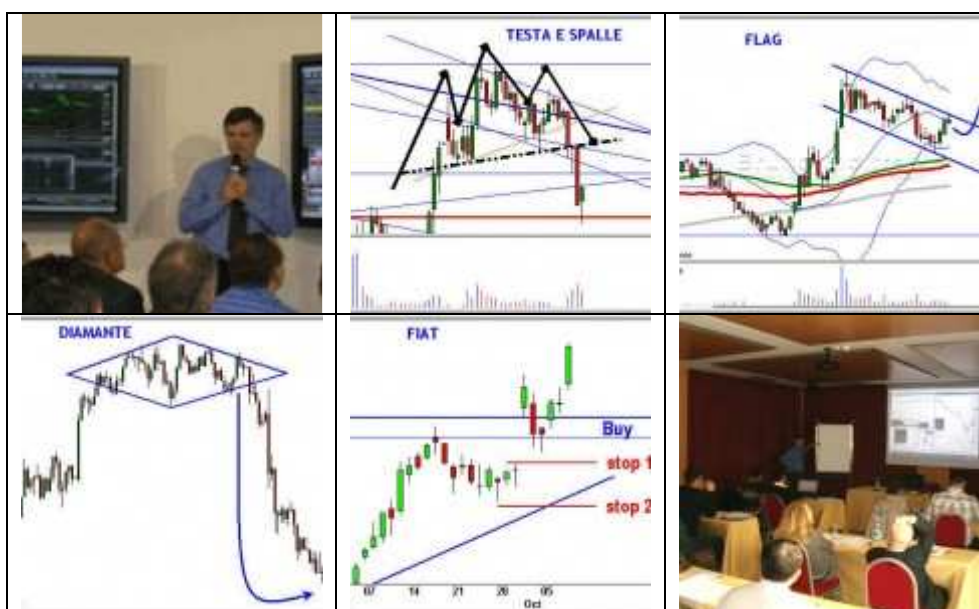 TESTA E SPALLE
FLAG
DIAMANTE
FIAT
Buy
stop 1
stop 2
07 14 21 28 05
Oct